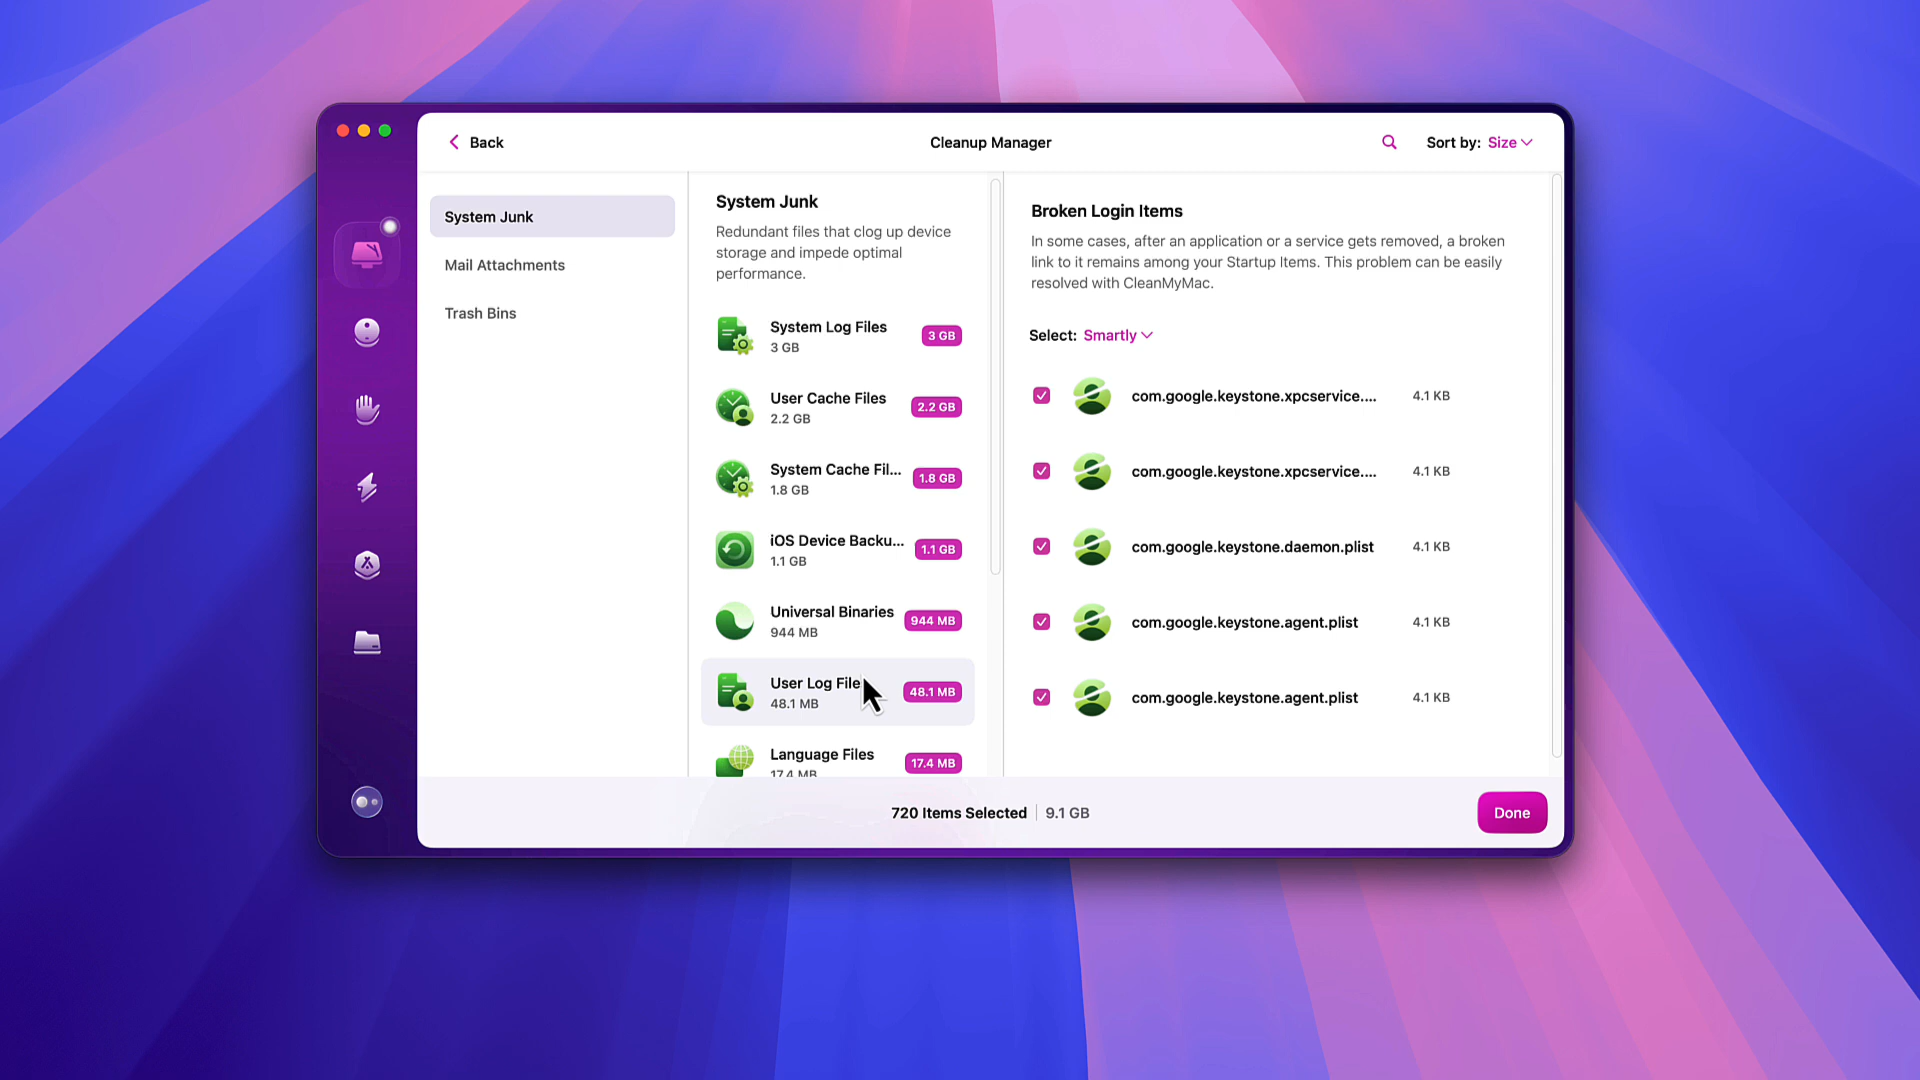 Back
Cleanup Manager
Sort by: Size
System Junk
Mail Attachments
Trash Bins
System Junk
Redundant files that clog up device
storage and impede optimal
performance.
System Log Files
3 GB
3 GB
User Cache Files
2.2 GB
2.2 GB
System Cache Fil...
1.8 GB
1.8 GB
iOS Device Backu...
1.1 GB
1.1 GB
Universal Binaries
944 MB
944 MB
User Log File
48.1 MB
48.1 MB
Language Files
17.4 MB
17.4 MB
Broken Login Items
In some cases, after an application or a service gets removed, a broken
link to it remains among your Startup Items. This problem can be easily
resolved with CleanMyMac.
Select: Smartly
com.google.keystone.xpcservice.... 4.1 KB
com.google.keystone.xpcservice.... 4.1 KB
com.google.keystone.daemon.plist 4.1 KB
com.google.keystone.agent.plist 4.1 KB
com.google.keystone.agent.plist 4.1 KB
720 Items Selected 9.1 GB
Done